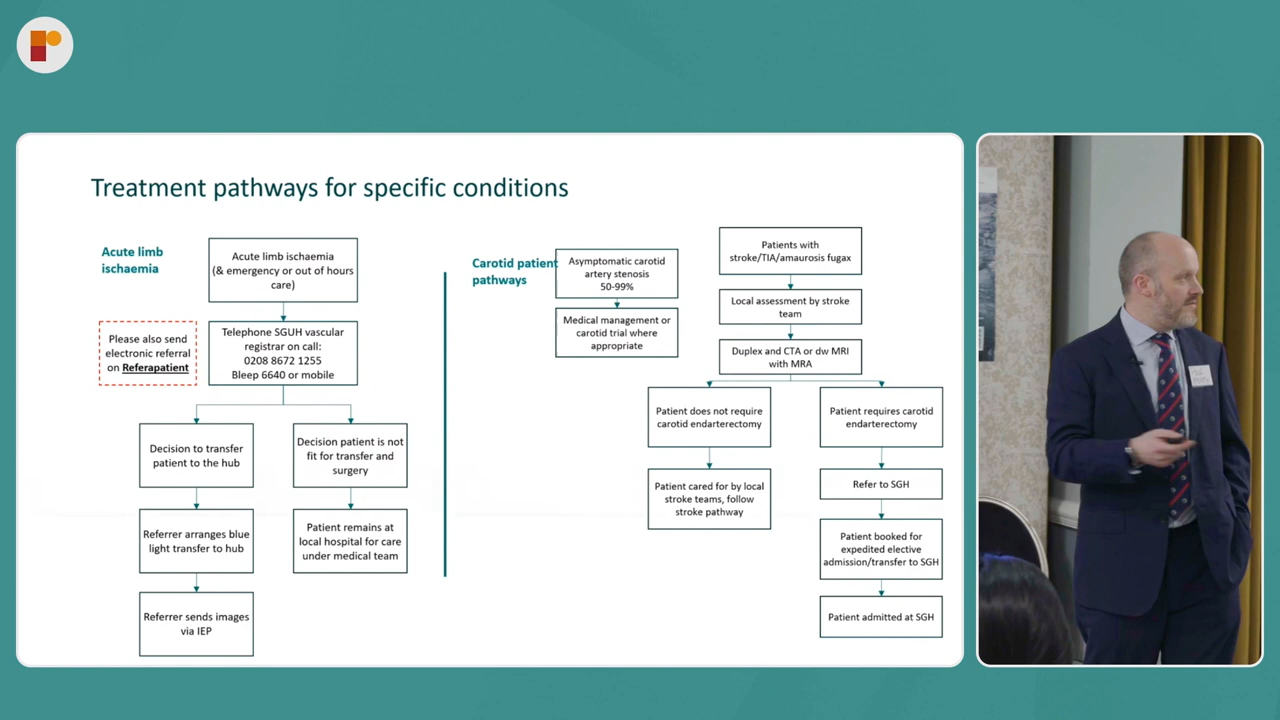 Treatment pathways for specific conditions
Acute limb
ischaemia
Acute limb ischaemia
(& emergency or out of hours
care)
Please also send
electronic referral
on Referapatient
Telephone SGUH vascular
registrar on call:
0208 8672 1255
Bleep 6640 or mobile
Decision to transfer
patient to the hub
Decision patient is not
fit for transfer and
surgery
Referrer arranges blue
light transfer to hub
Patient remains at
local hospital for care
under medical team
Referrer sends images
via IEP
Carotid patient
pathways
Asymptomatic carotid
artery stenosis
50-99%
Medical management or
carotid trial where
appropriate
Patients with
stroke/TIA/amaurosis fugax
Local assessment by stroke
team
Duplex and CTA or dw MRI
with MRA
Patient does not require
carotid endarterectomy
Patient requires carotid
endarterectomy
Patient cared for by local
stroke teams, follow
stroke pathway
Refer to SGH
Patient booked for
expedited elective
admission/transfer to SGH
Patient admitted at SGH